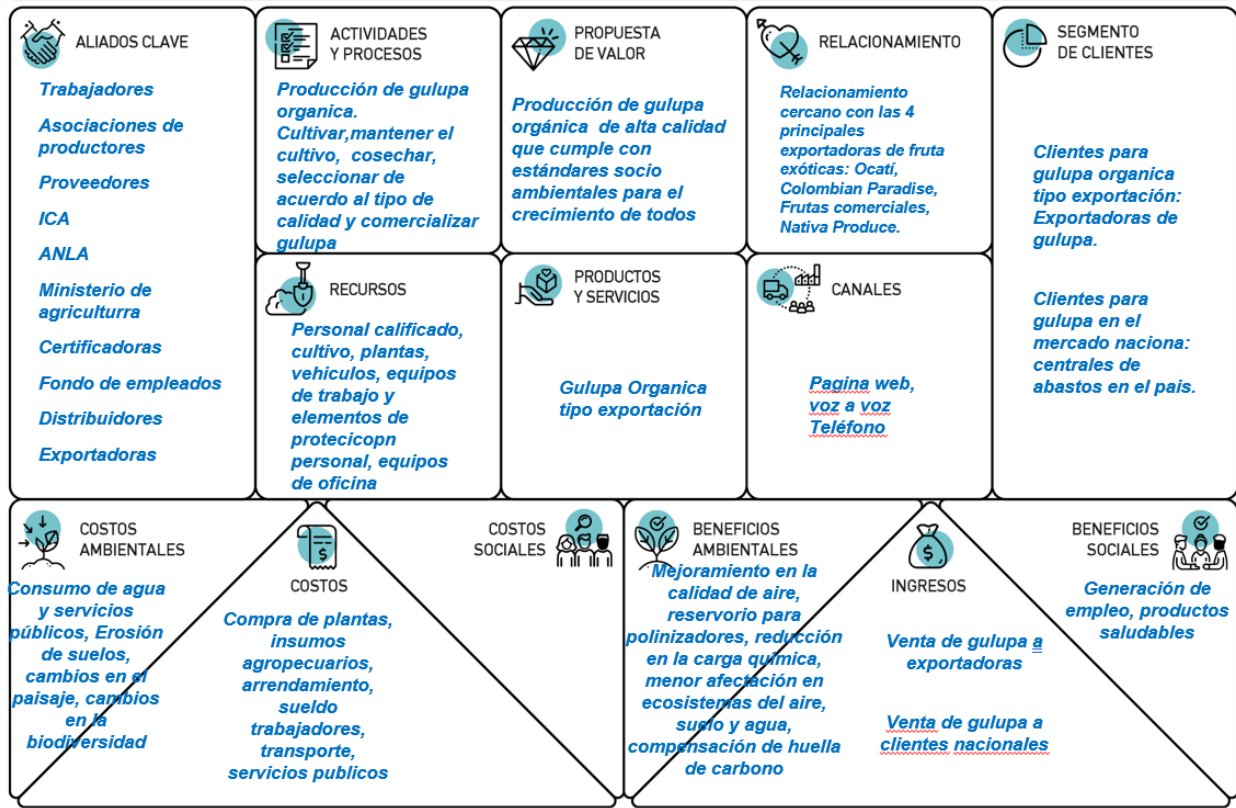 ALIADOS CLAVE
Trabajadores
Asociaciones de
productores
Proveedores
ICA
ANLA
Ministerio de
agriculturra
Certificadoras
Fondo de empleados
Distribuidores
Exportadoras
ACTIVIDADES
Y PROCESOS
Producción de gulupa
organica.
Cultivar,mantener el
cultivo, cosechar,
seleccionar de
acuerdo al tipo de
calidad y comercializar
gulupa
RECURSOS
Personal calificado,
cultivo, plantas,
vehiculos, equipos
de trabajo y
elementos de
protecicopn
personal, equipos
de oficina
PROPUESTA
DE VALOR
Producción de gulupa
orgánica de alta calidad
que cumple con
estándares socio
ambientales para el
crecimiento de todos
PRODUCTOS
Y SERVICIOS
Gulupa Organica
tipo exportación
RELACIONAMIENTO
Relacionamiento
cercano con las 4
principales
exportadoras de fruta
exóticas: Ocatí,
Colombian Paradise,
Frutas comerciales,
Nativa Produce.
CANALES
Pagina web,
voz a voz
Teléfono
SEGMENTO
DE CLIENTES
Clientes para
gulupa organica
tipo exportación:
Exportadoras de
gulupa.
Clientes para
gulupa en el
mercado naciona:
centrales de
abastos en el pais.
COSTOS
AMBIENTALES
Consumo de agua
y servicios
públicos, Erosión
de suelos,
cambios en el
paisaje, cambios
en la
biodiversidad
$
COSTOS
Compra de plantas,
insumos
agropecuarios,
arrendamiento,
sueldo
trabajadores,
transporte,
servicios publicos
COSTOS
SOCIALES
BENEFICIOS
AMBIENTALES
Mejoramiento en la
calidad de aire,
reservorio para
polinizadores, reducción
en la carga química,
menor afectación en
ecosistemas del aire,
suelo y agua,
compensación de huella
de carbono
$
INGRESOS
Venta de gulupa a
exportadoras
Venta de gulupa a
clientes nacionales
BENEFICIOS
SOCIALES
Generación de
empleo, productos
saludables